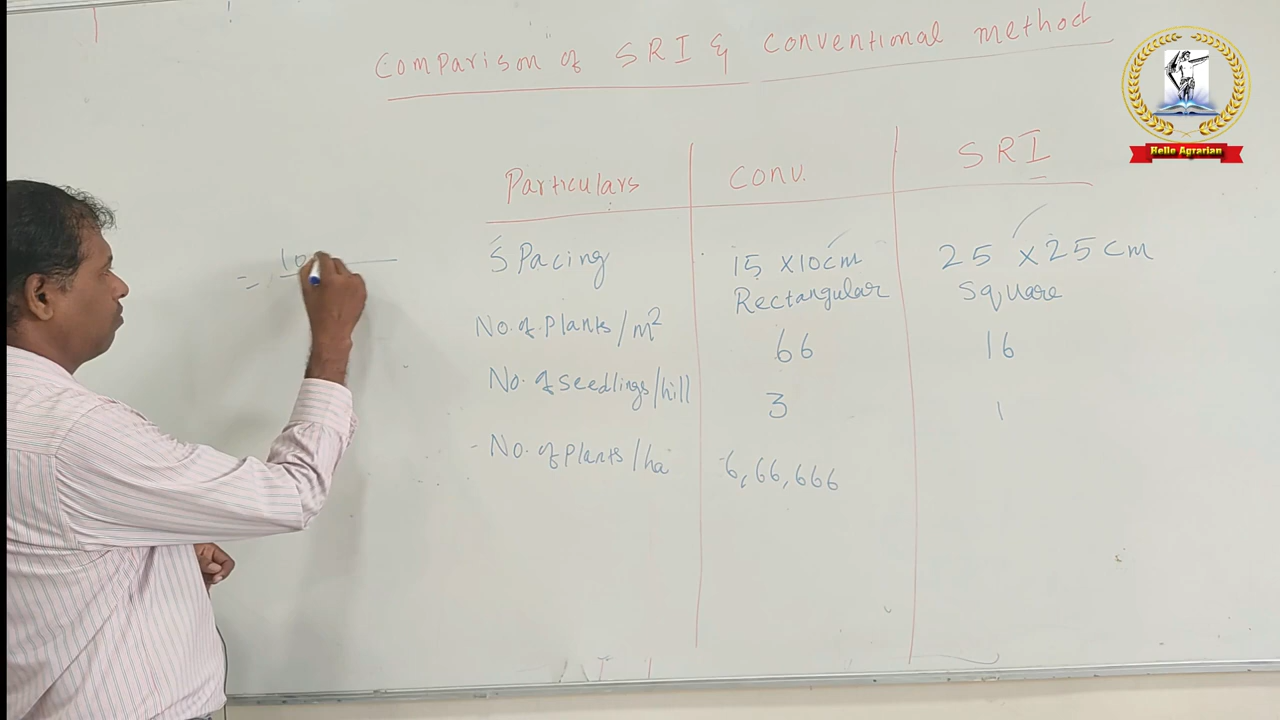 Comparison of SRI & Conventional method
Hello Agrarian
Particulars Conv. SRI
Spacing 15 x10cm 25 x 25 cm
Rectangular Square
No. of Plants/m² 66 16
No. of Seedlings/hill 3 1
No. of Plants/ha 6,66,666
= 10